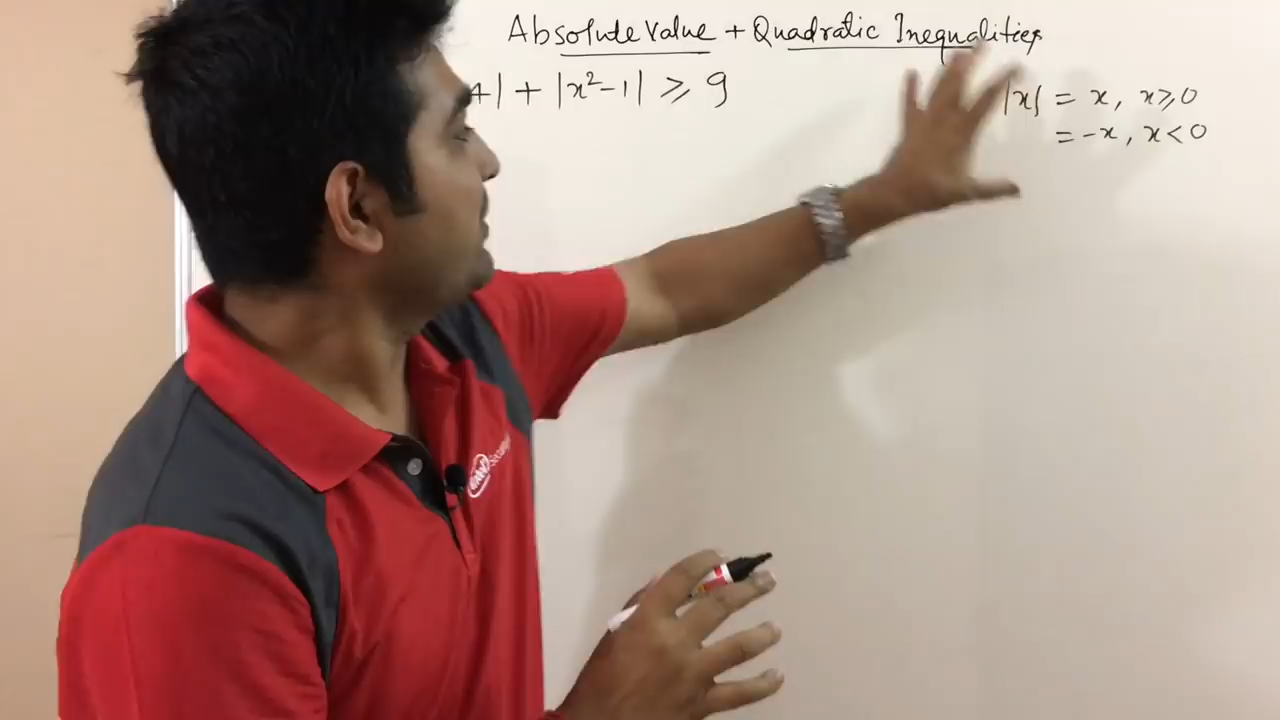 Absolute Value + Quadratic Inequalities
4| + |x²-1| ≥ 9
|x| = x, x≥0
= -x, x<0